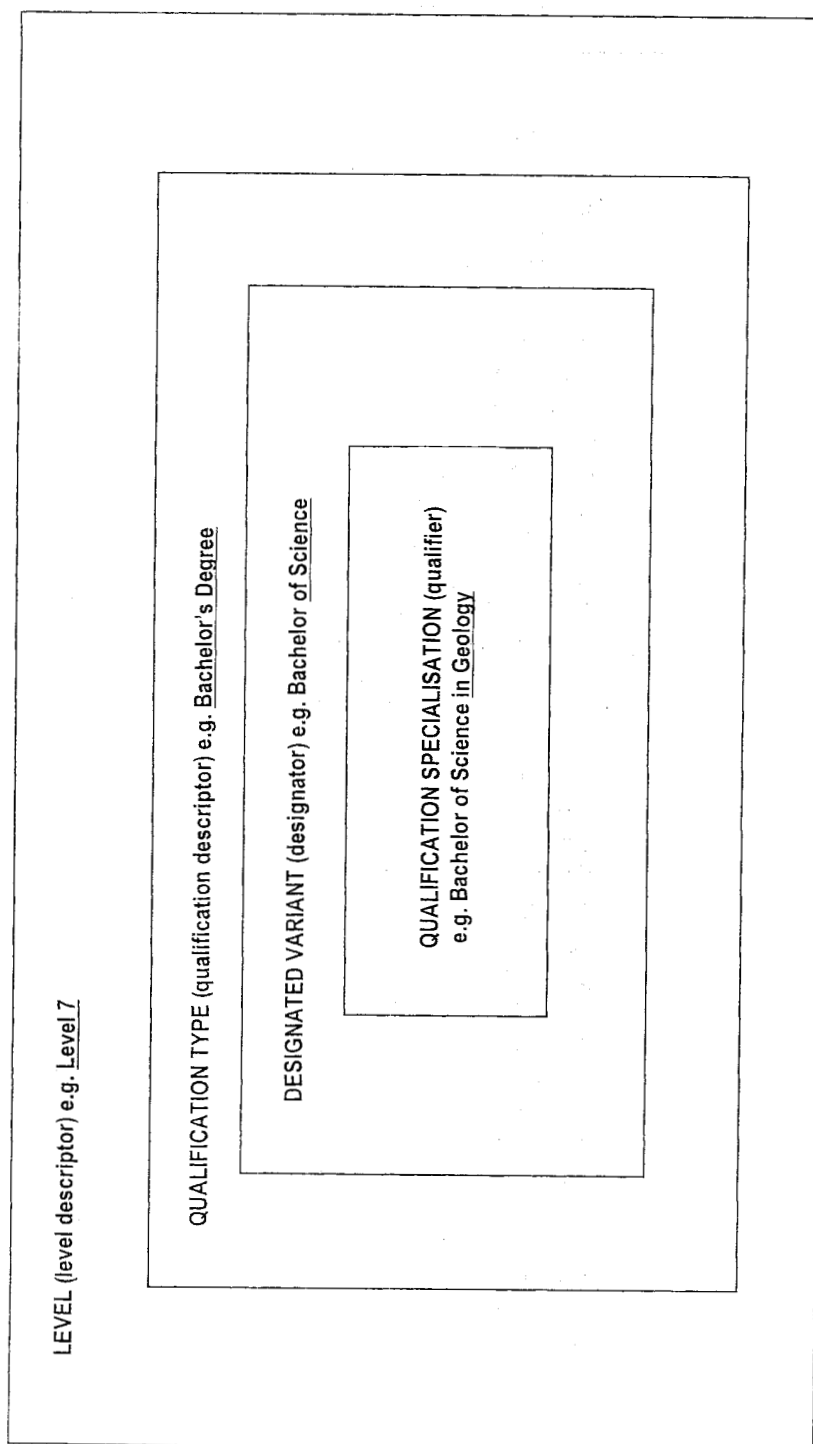 LEVEL (level descriptor) e.g. Level 7
QUALIFICATION TYPE (qualification descriptor) e.g. Bachelor's Degree
DESIGNATED VARIANT (designator) e.g. Bachelor of Science
QUALIFICATION SPECIALISATION (qualifier)
e.g. Bachelor of Science in Geology